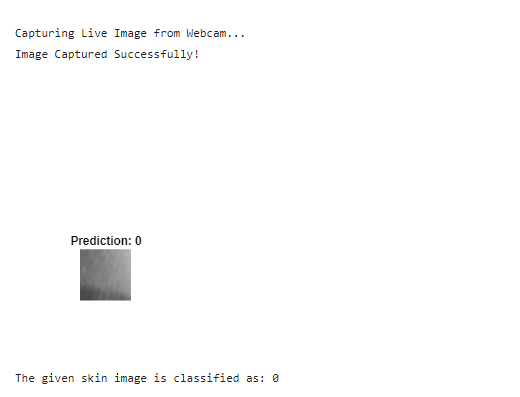 Capturing Live Image from Webcam...
Image Captured Successfully!
Prediction: 0
The given skin image is classified as: 0